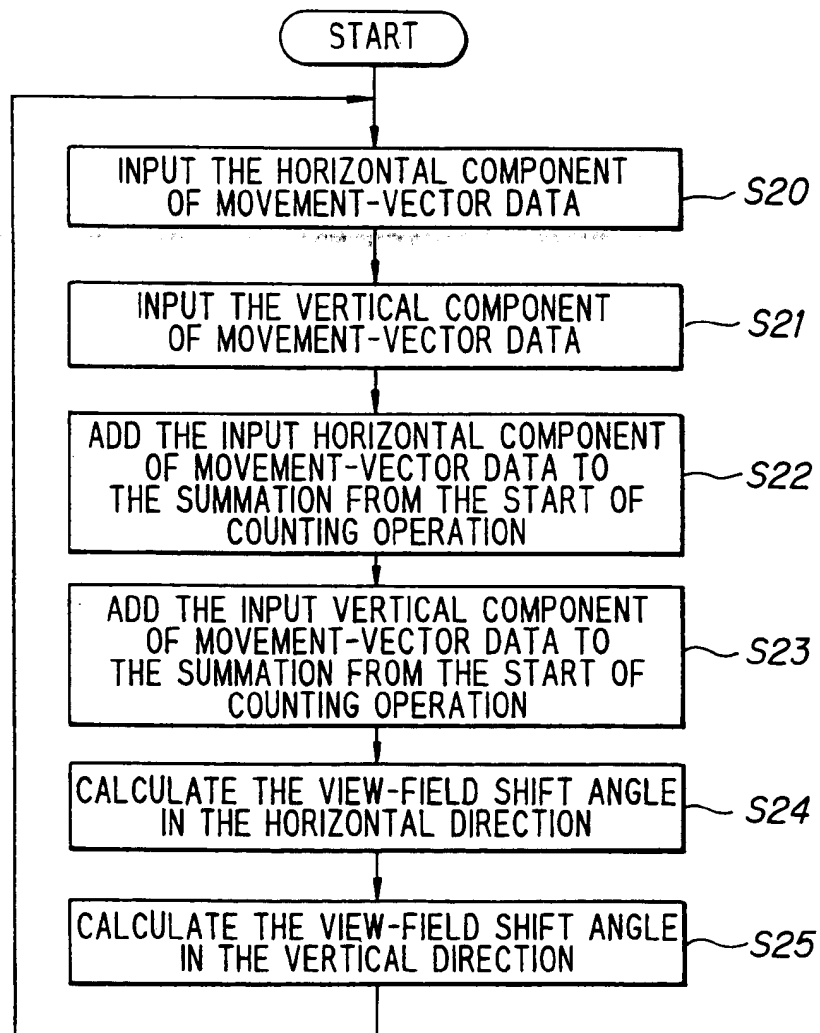 START
INPUT THE HORIZONTAL COMPONENT
OF MOVEMENT-VECTOR DATA
S20
INPUT THE VERTICAL COMPONENT
OF MOVEMENT-VECTOR DATA
S21
ADD THE INPUT HORIZONTAL COMPONENT
OF MOVEMENT-VECTOR DATA TO
THE SUMMATION FROM THE START OF
COUNTING OPERATION
S22
ADD THE INPUT VERTICAL COMPONENT
OF MOVEMENT-VECTOR DATA TO
THE SUMMATION FROM THE START OF
COUNTING OPERATION
S23
CALCULATE THE VIEW-FIELD SHIFT ANGLE
IN THE HORIZONTAL DIRECTION
S24
CALCULATE THE VIEW-FIELD SHIFT ANGLE
IN THE VERTICAL DIRECTION
S25